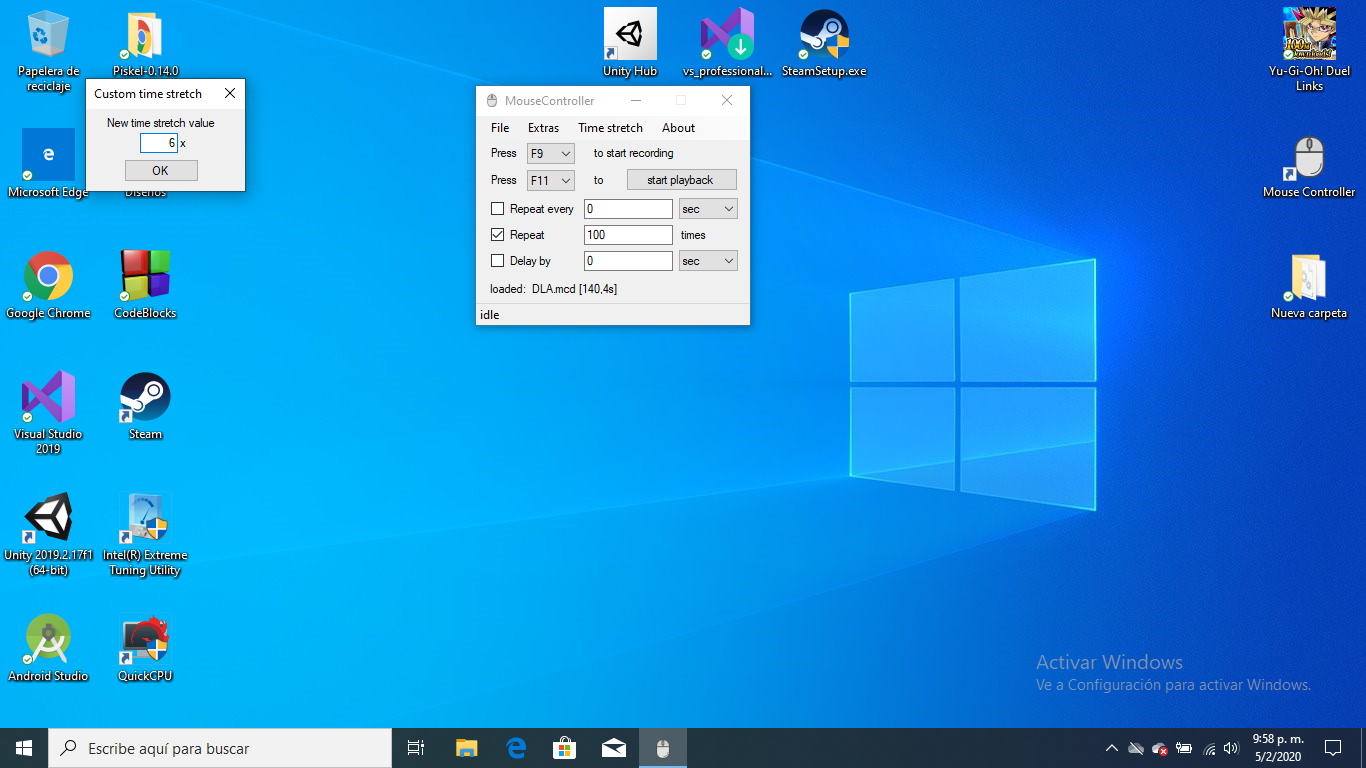 Papelera de
reciclaje
Piskel-0.14.0
Unity Hub
vs_professional...
SteamSetup.exe
Yu-Gi-Oh! Duel
Links
Custom time stretch
New time stretch value
6 x
OK
Microsoft Edge
Diseños
MouseController
File Extras Time stretch About
Press F9 to start recording
Press F11 to start playback
Repeat every 0 sec
Repeat 100 times
Delay by 0 sec
loaded: DLA.mcd [140,4s]
idle
Mouse Controller
Google Chrome
CodeBlocks
Nueva carpeta
Visual Studio
2019
Steam
Unity 2019.2.17f1
(64-bit)
Intel(R) Extreme
Tuning Utility
Android Studio
QuickCPU
Activar Windows
Ve a Configuración para activar Windows.
Escribe aquí para buscar
9:58 p. m.
5/2/2020